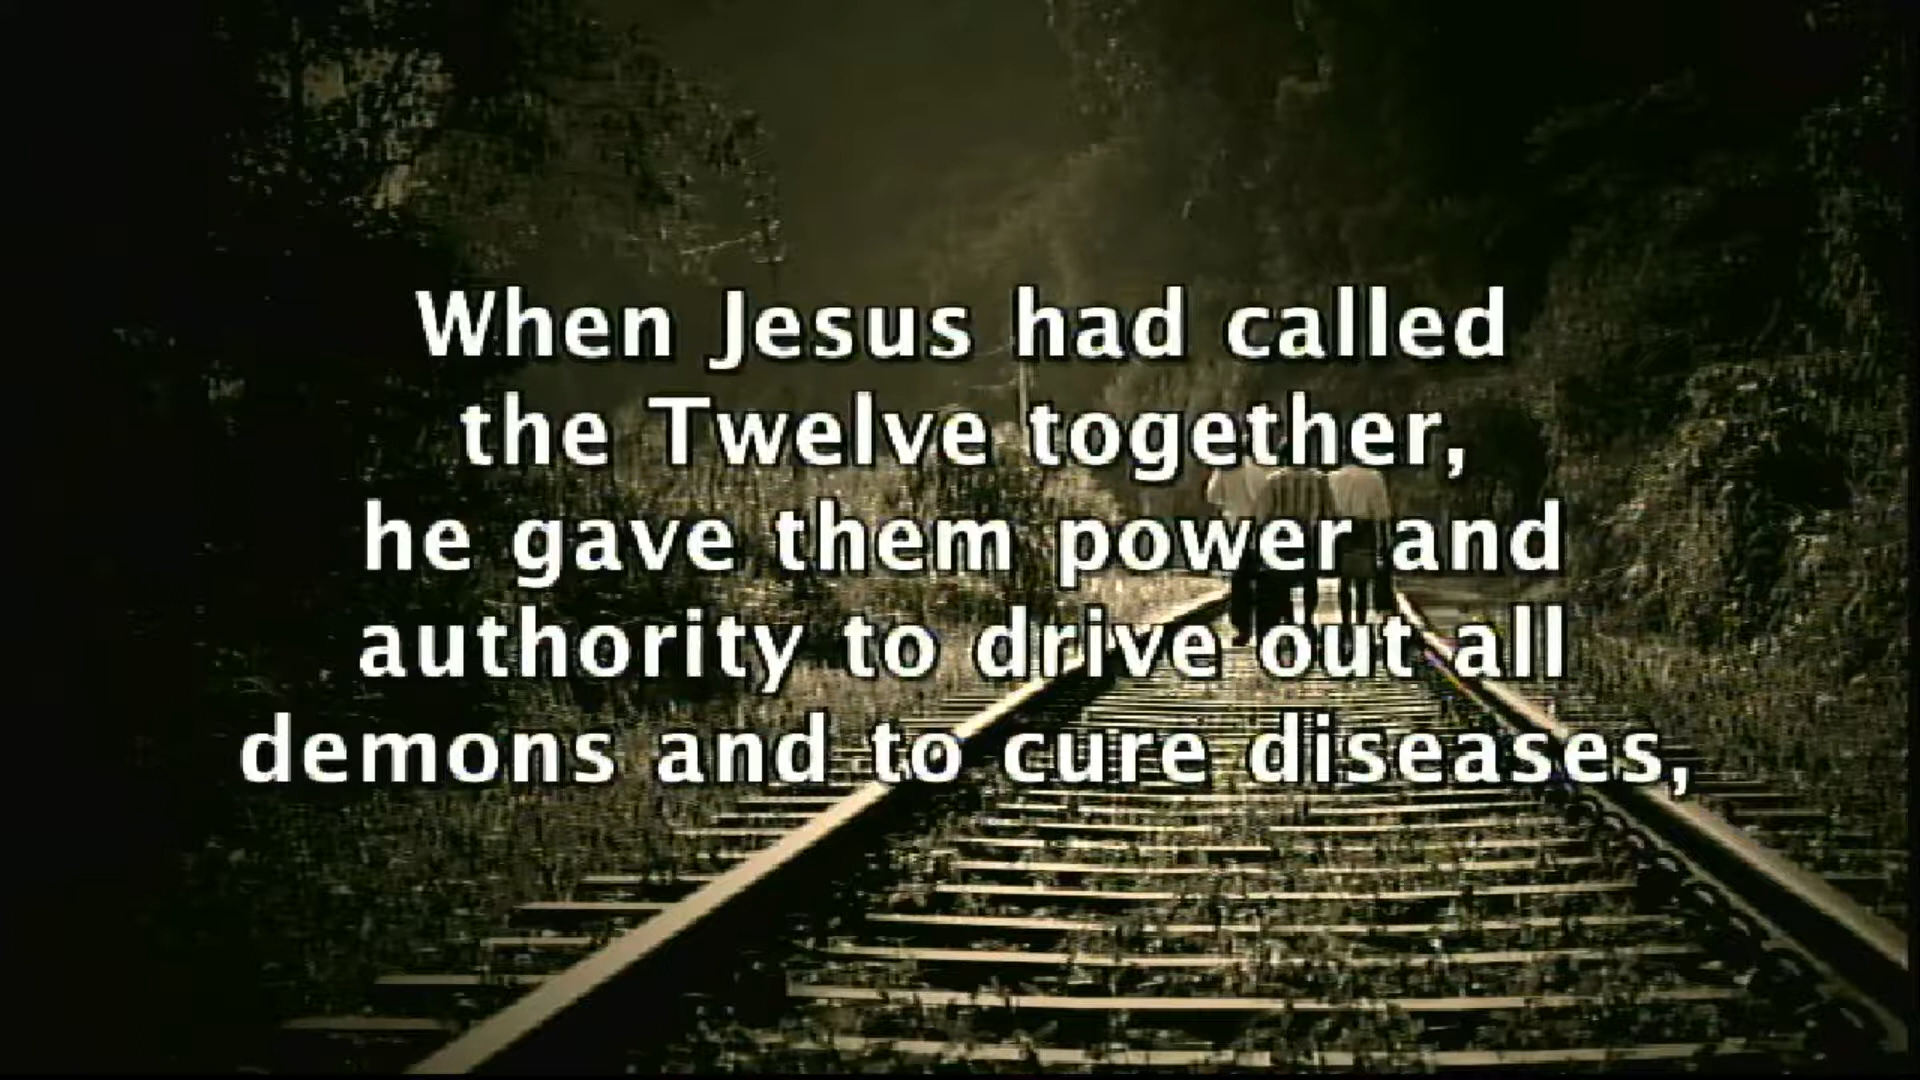 When Jesus had called
the Twelve together,
he gave them power and
authority to drive out all
demons and to cure diseases,